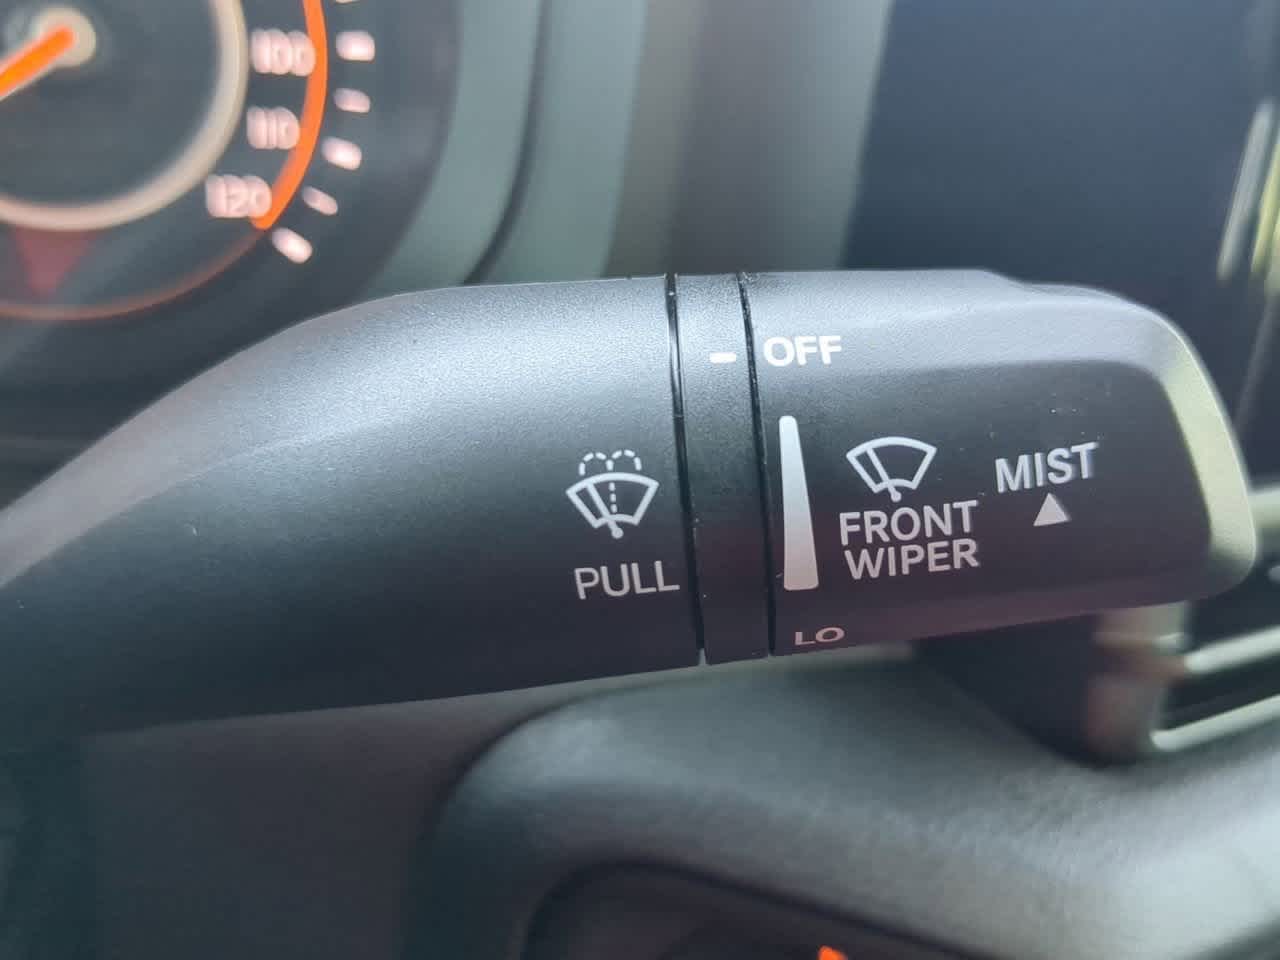 100
110
120
- OFF
MIST
FRONT
WIPER
PULL
LO